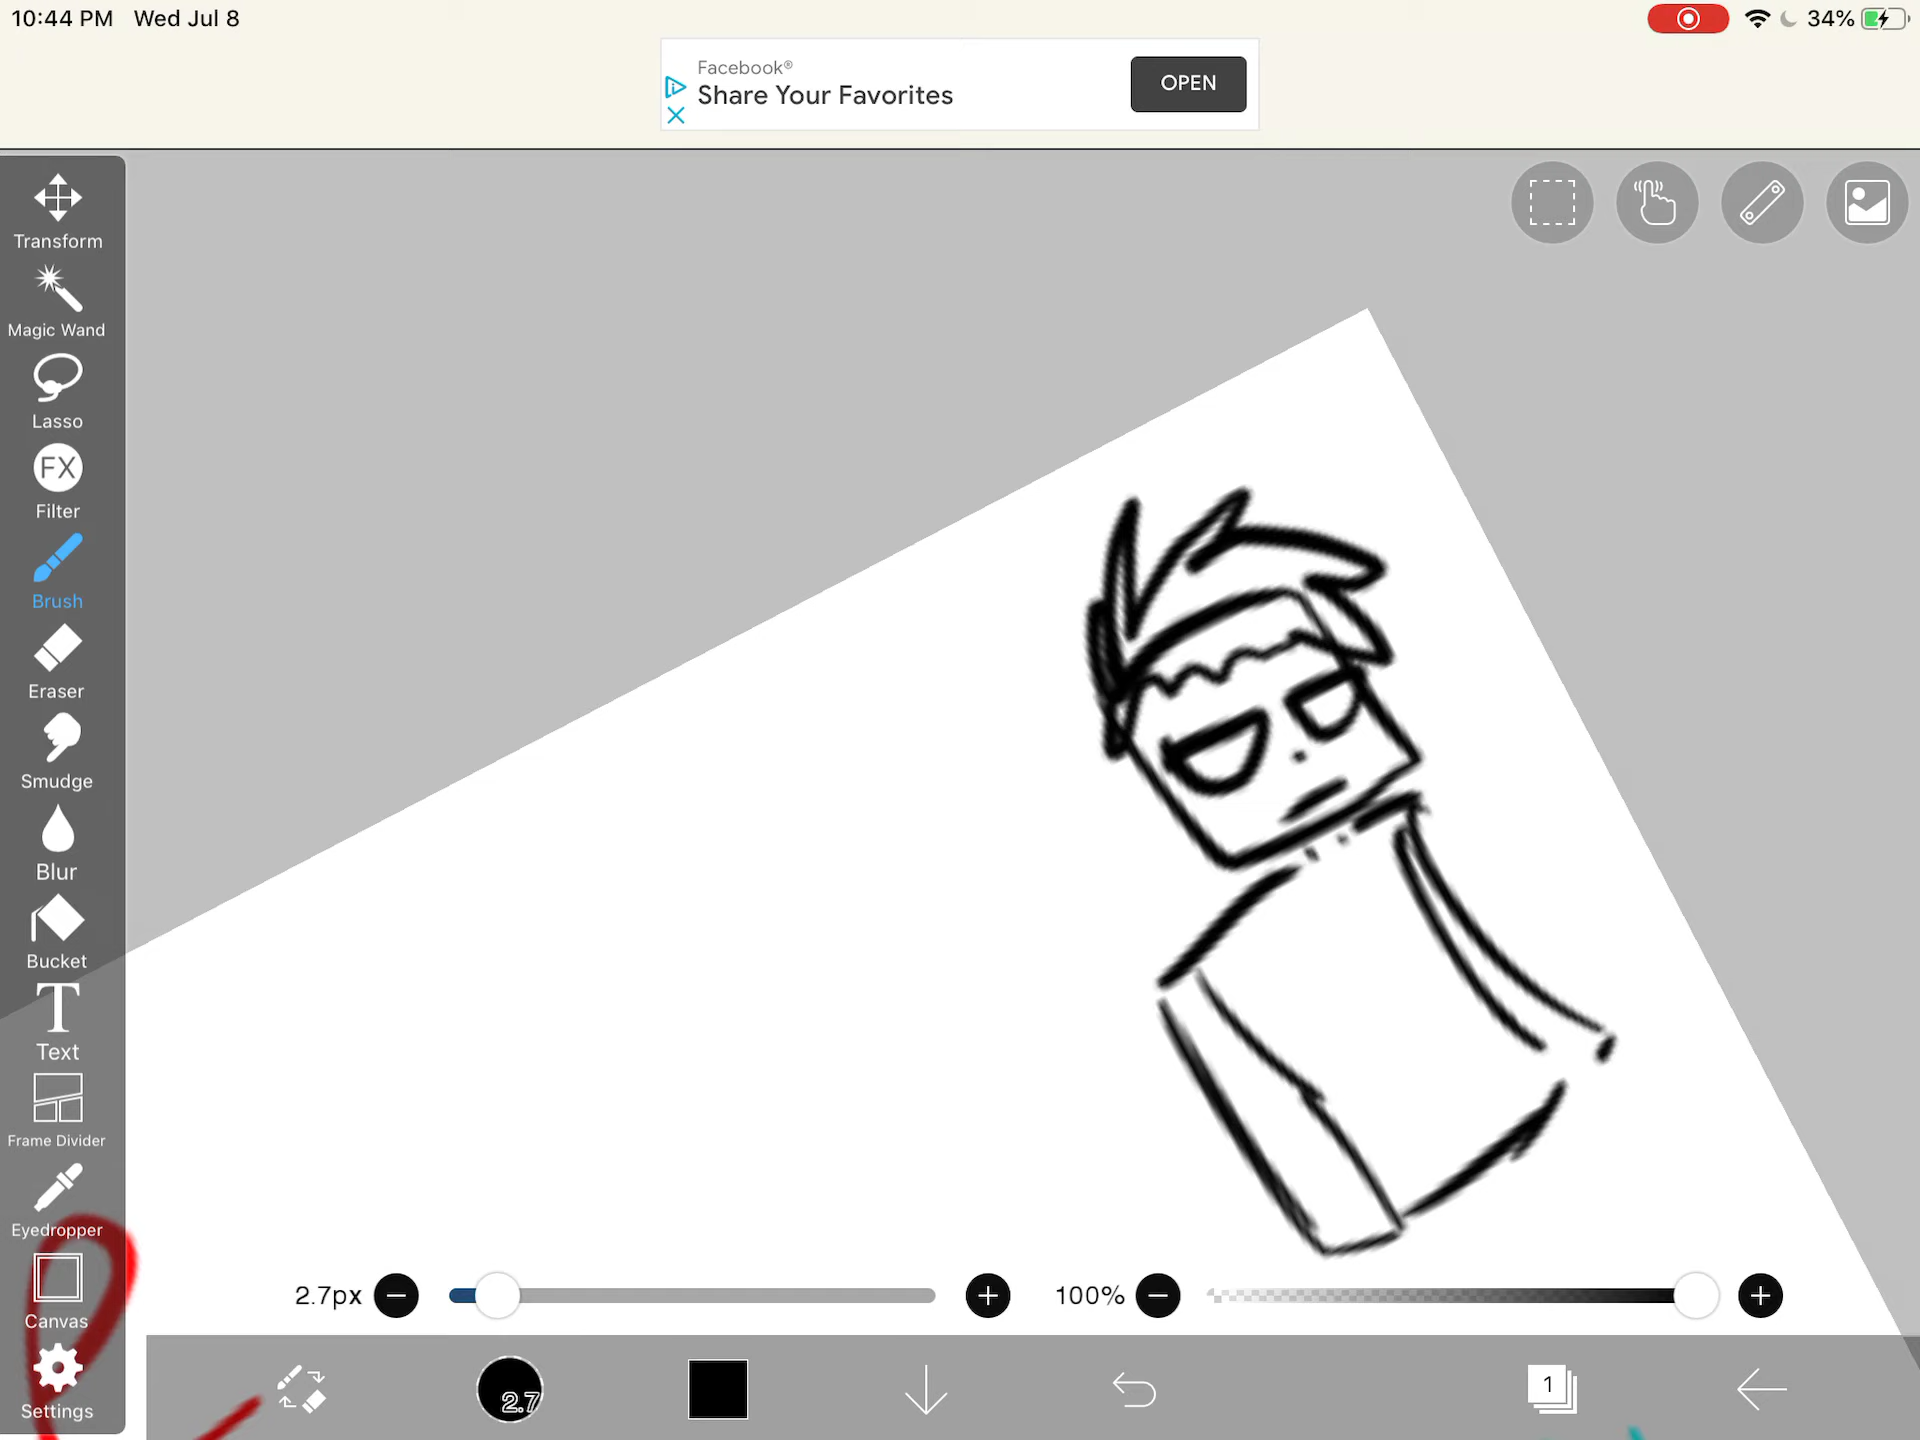 10:44 PM Wed Jul 8
34%
Facebook®
Share Your Favorites
OPEN
Transform
Magic Wand
Lasso
FX
Filter
Brush
Eraser
Smudge
Blur
Bucket
T
Text
Frame Divider
Eyedropper
Canvas
Settings
2.7px
100%
2.7
1